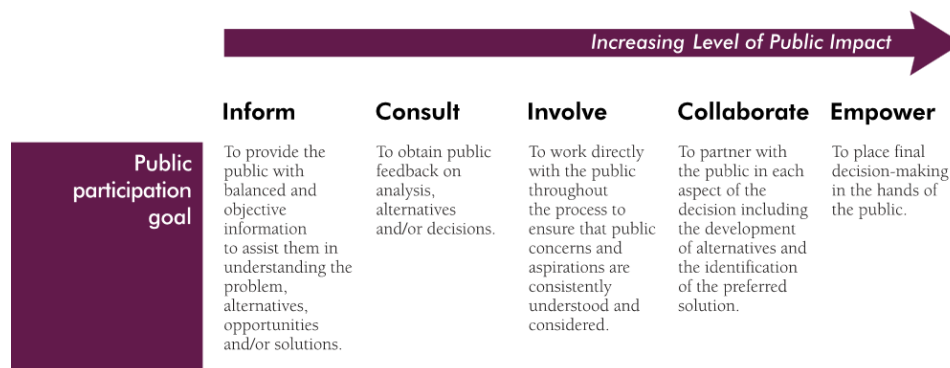 Increasing Level of Public Impact
Inform
Consult
Involve
Collaborate
Empower
Public
participation
goal
To provide the
public with
balanced and
objective
information
to assist them in
understanding the
problem,
alternatives,
opportunities
and/or solutions.
To obtain public
feedback on
analysis,
alternatives
and/or decisions.
To work directly
with the public
throughout
the process to
ensure that public
concerns and
aspirations are
consistently
understood and
considered.
To partner with
the public in each
aspect of the
decision including
the development
of alternatives and
the identification
of the preferred
solution.
To place final
decision-making
in the hands of
the public.